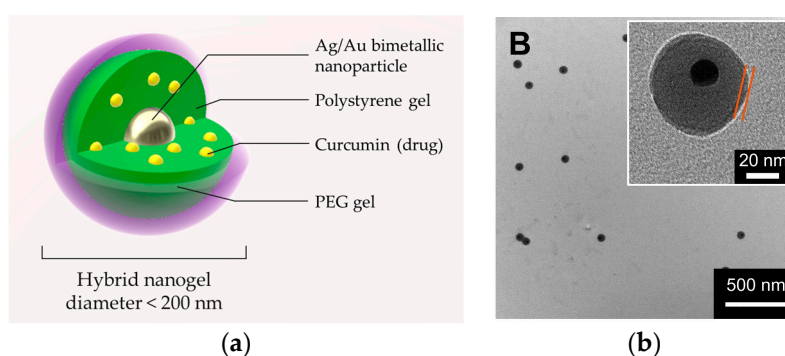 Ag/Au bimetallic
nanoparticle
Polystyrene gel
Curcumin (drug)
PEG gel
Hybrid nanogel
diameter < 200 nm
(a)
B
20 nm
500 nm
(b)